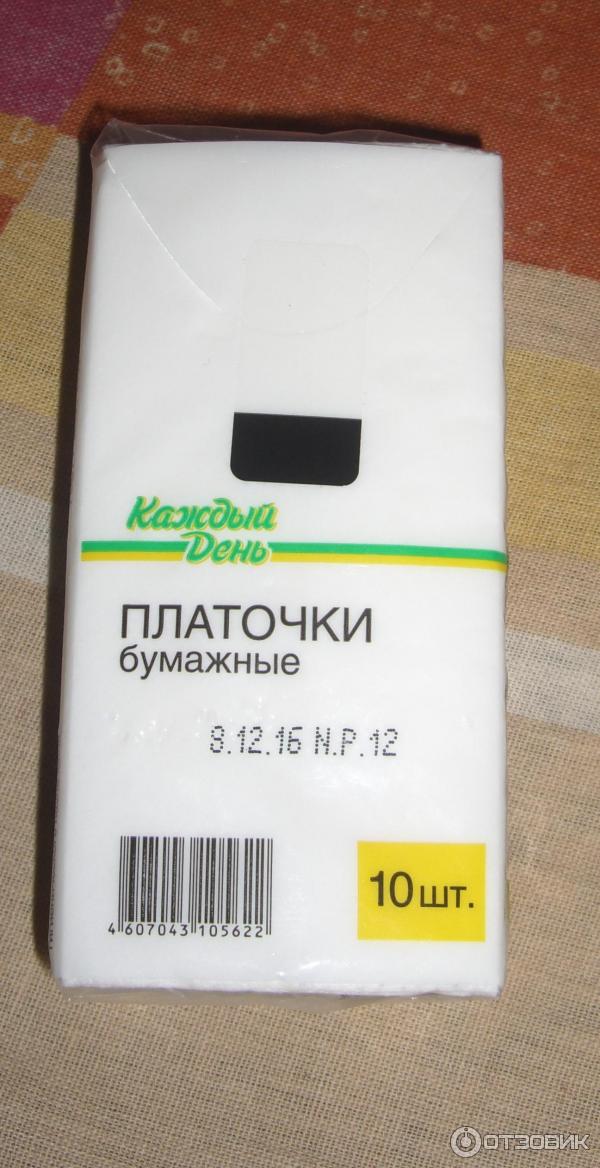 Каждый
День
ПЛАТОЧКИ
бумажные
8.12.16 N.P.12
10 шт.
4 607043 105622
ОТЗОВИК